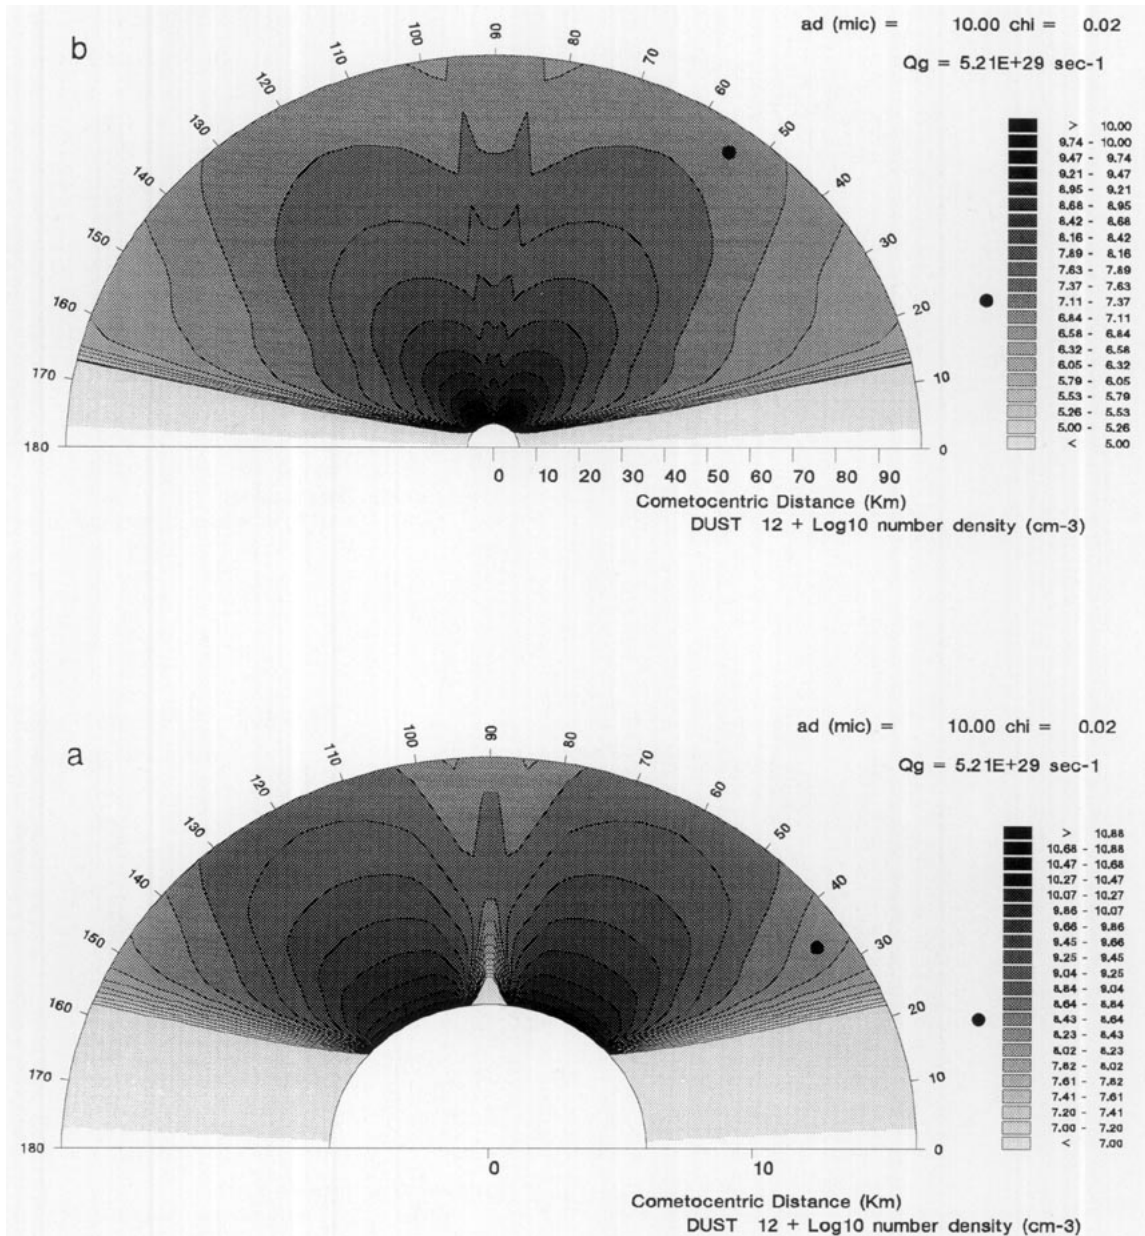 b
ad (mic) = 10.00 chi = 0.02
Qg = 5.21E+29 sec-1
180 170 160 150 140 130 120 110 100 90 80 70 60 50 40 30 20 10 0
> 10.00
9.74 - 10.00
9.47 - 9.74
9.21 - 9.47
8.95 - 9.21
8.68 - 8.95
8.42 - 8.68
8.16 - 8.42
7.89 - 8.16
7.63 - 7.89
7.37 - 7.63
7.11 - 7.37
6.84 - 7.11
6.58 - 6.84
6.32 - 6.58
6.05 - 6.32
5.79 - 6.05
5.53 - 5.79
5.26 - 5.53
5.00 - 5.26
< 5.00
0 10 20 30 40 50 60 70 80 90
Cometocentric Distance (Km)
DUST 12 + Log10 number density (cm-3)
a
ad (mic) = 10.00 chi = 0.02
Qg = 5.21E+29 sec-1
180 170 160 150 140 130 120 110 100 90 80 70 60 50 40 30 20 10 0
> 10.88
10.68 - 10.88
10.47 - 10.68
10.27 - 10.47
10.07 - 10.27
9.86 - 10.07
9.66 - 9.86
9.45 - 9.66
9.25 - 9.45
9.04 - 9.25
8.84 - 9.04
8.64 - 8.84
8.43 - 8.64
8.23 - 8.43
8.02 - 8.23
7.82 - 8.02
7.61 - 7.82
7.41 - 7.61
7.20 - 7.41
7.00 - 7.20
< 7.00
0 10
Cometocentric Distance (Km)
DUST 12 + Log10 number density (cm-3)